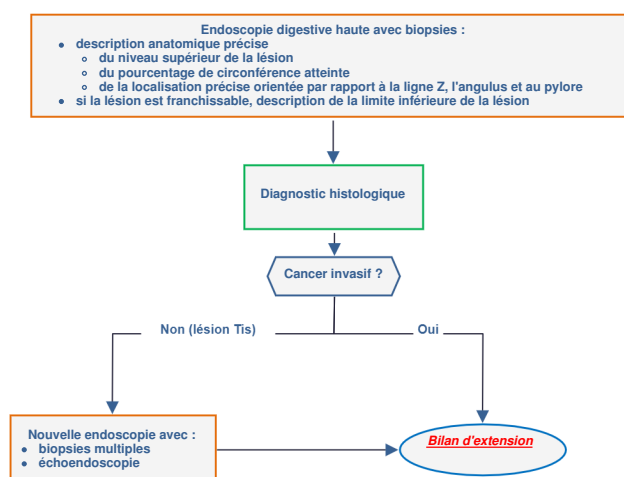 Endoscopie digestive haute avec biopsies :
• description anatomique précise
◦ du niveau supérieur de la lésion
◦ du pourcentage de circonférence atteinte
◦ de la localisation précise orientée par rapport à la ligne Z, l'angulus et au pylore
• si la lésion est franchissable, description de la limite inférieure de la lésion
Diagnostic histologique
Cancer invasif ?
Non (lésion Tis)
Oui
Nouvelle endoscopie avec :
• biopsies multiples
• échoendoscopie
Bilan d'extension